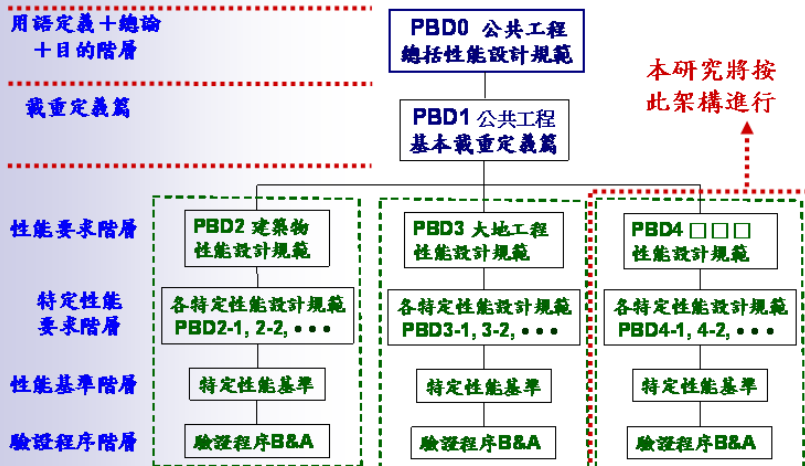 用語定義＋總論
＋目的階層
PBD0 公共工程
總括性能設計規範
本研究將按
此架構進行
載重定義篇
PBD1 公共工程
基本載重定義篇
性能要求階層
PBD2 建築物
性能設計規範
PBD3 大地工程
性能設計規範
PBD4 □□□
性能設計規範
特定性能
要求階層
各特定性能設計規範
PBD2-1, 2-2, •••
各特定性能設計規範
PBD3-1, 3-2, •••
各特定性能設計規範
PBD4-1, 4-2, •••
性能基準階層
特定性能基準
特定性能基準
特定性能基準
驗證程序階層
驗證程序B&A
驗證程序B&A
驗證程序B&A